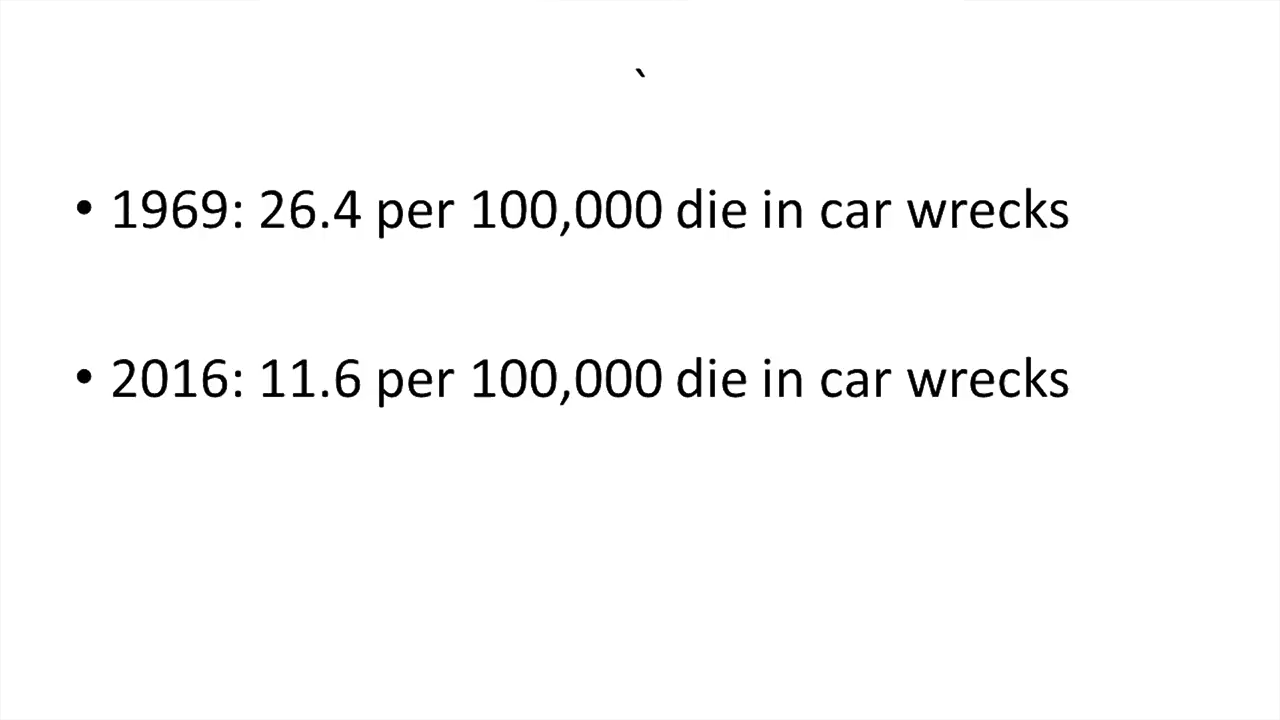 `
• 1969: 26.4 per 100,000 die in car wrecks
• 2016: 11.6 per 100,000 die in car wrecks